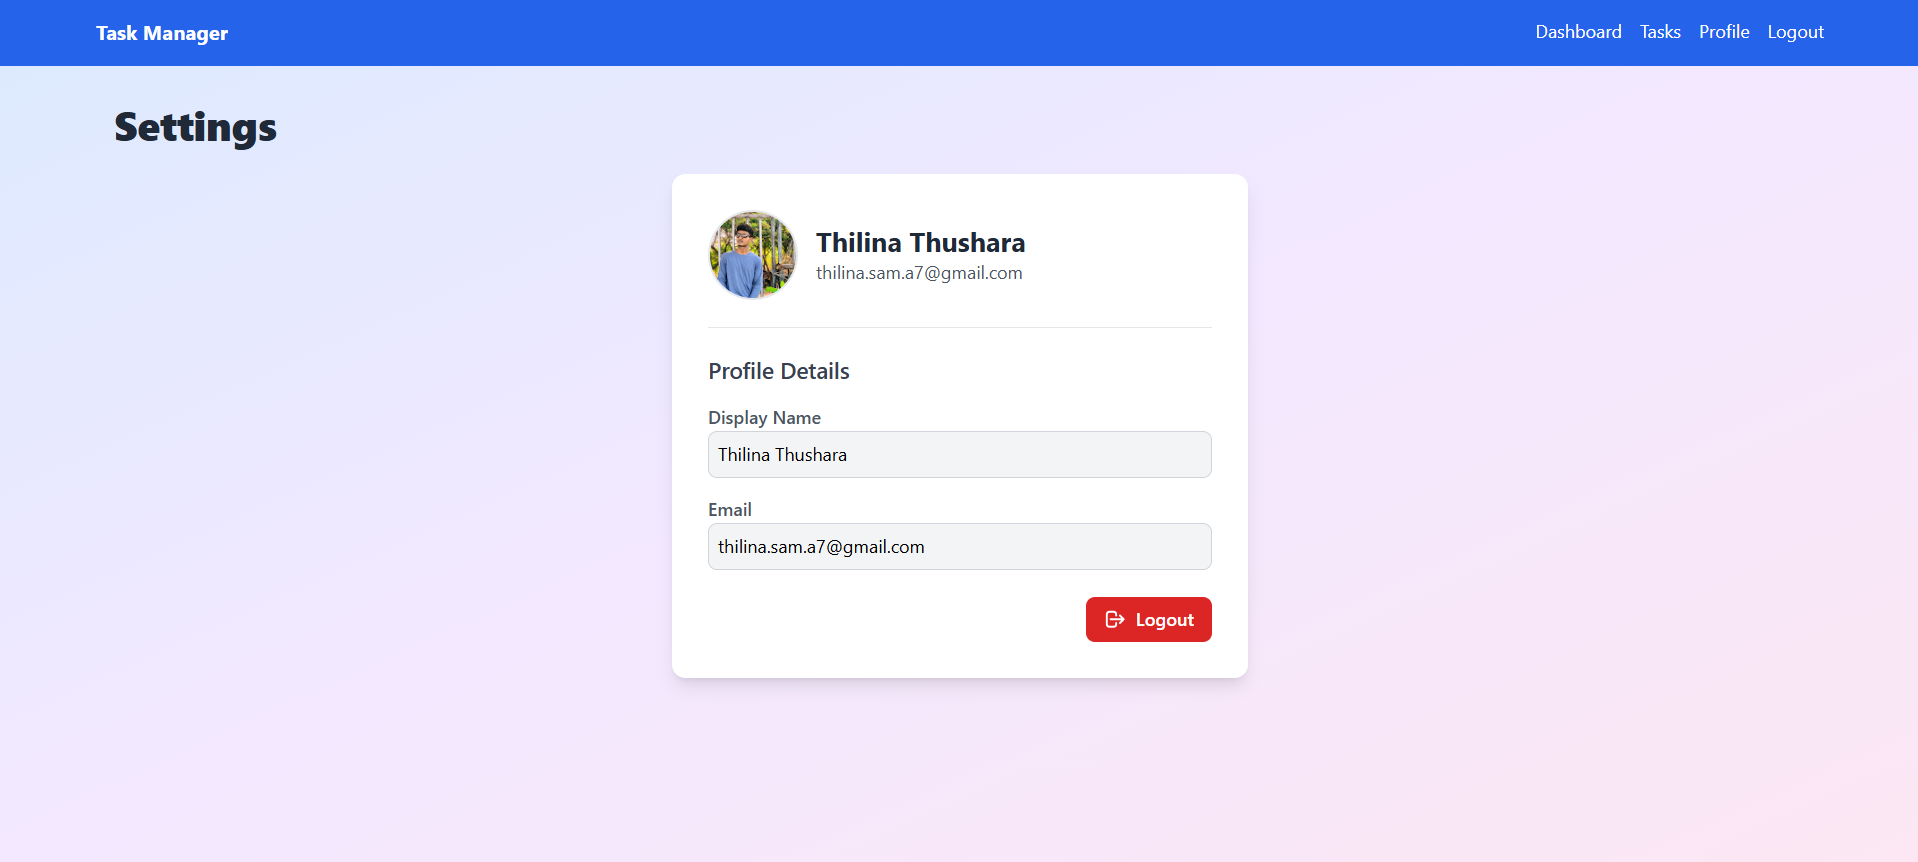 Task Manager
Dashboard Tasks Profile Logout
Settings
Thilina Thushara
thilina.sam.a7@gmail.com
Profile Details
Display Name
Thilina Thushara
Email
thilina.sam.a7@gmail.com
Logout